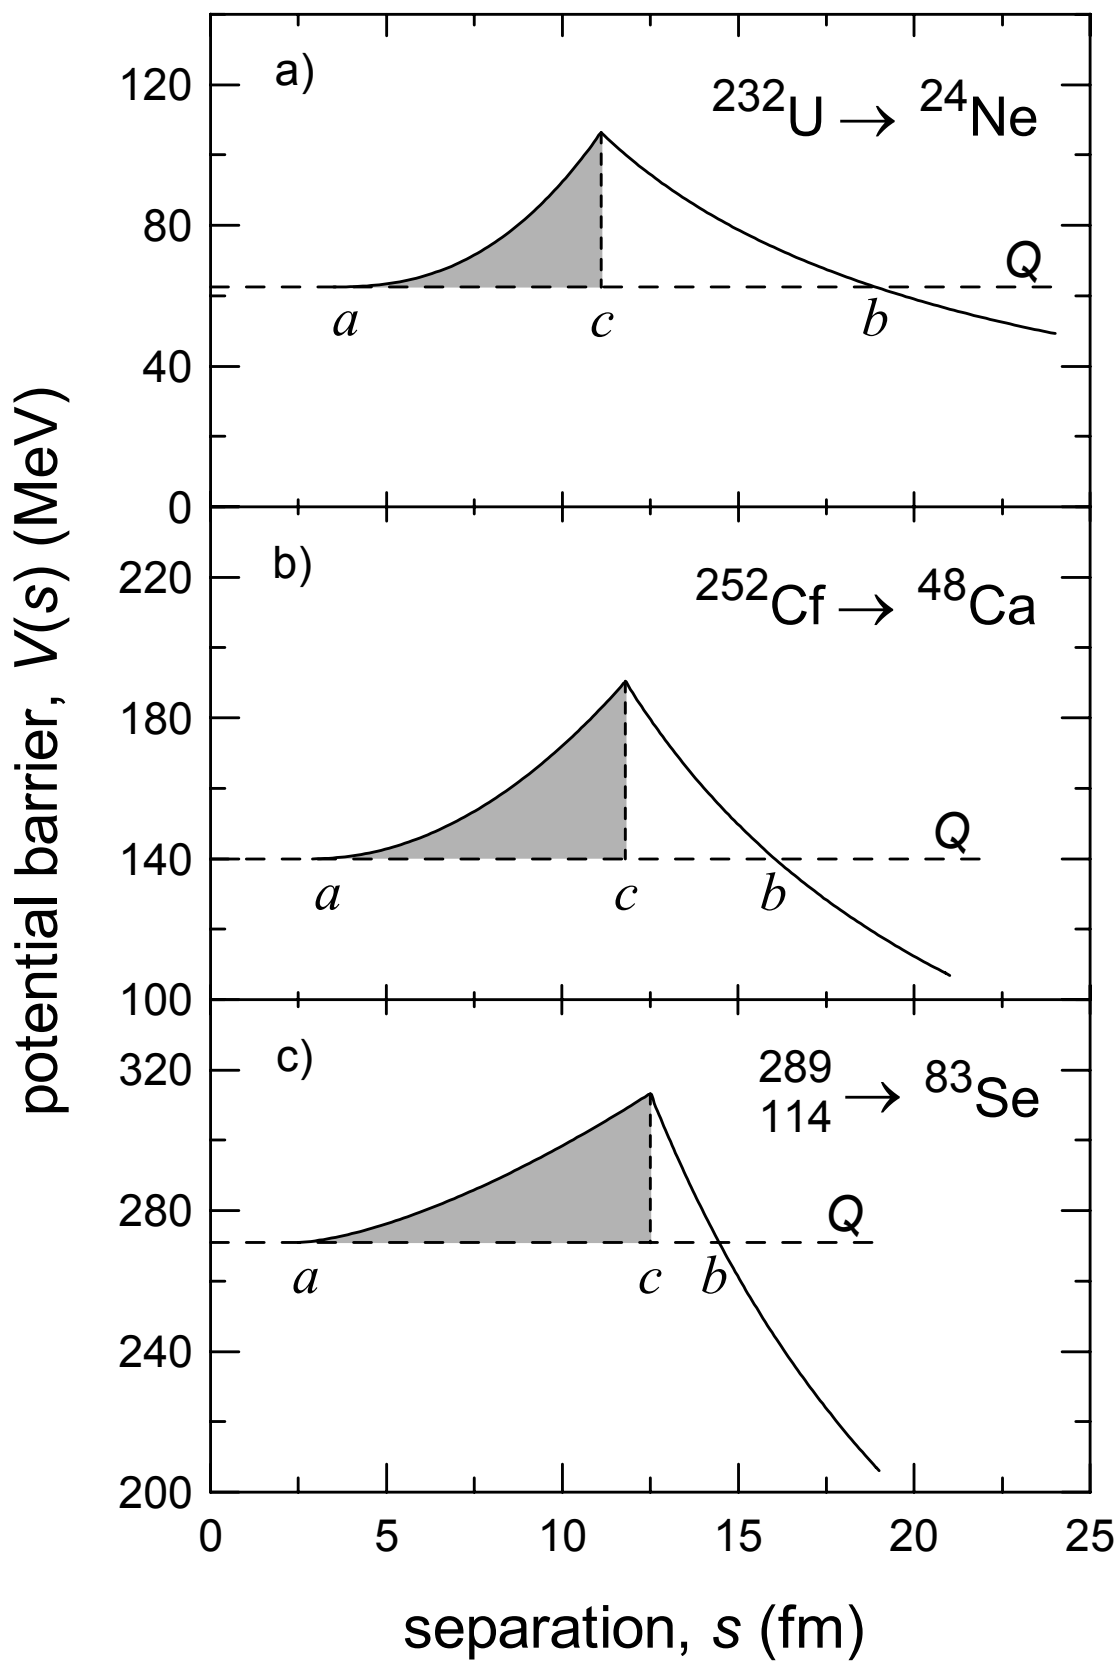 potential barrier, V(s) (MeV)
a)
²³²U → ²⁴Ne
120
80
40
0
Q
a c b
b)
²⁵²Cf → ⁴⁸Ca
220
180
140
100
Q
a c b
c)
289
114 → ⁸³Se
320
280
240
200
Q
a c b
0 5 10 15 20 25
separation, s (fm)